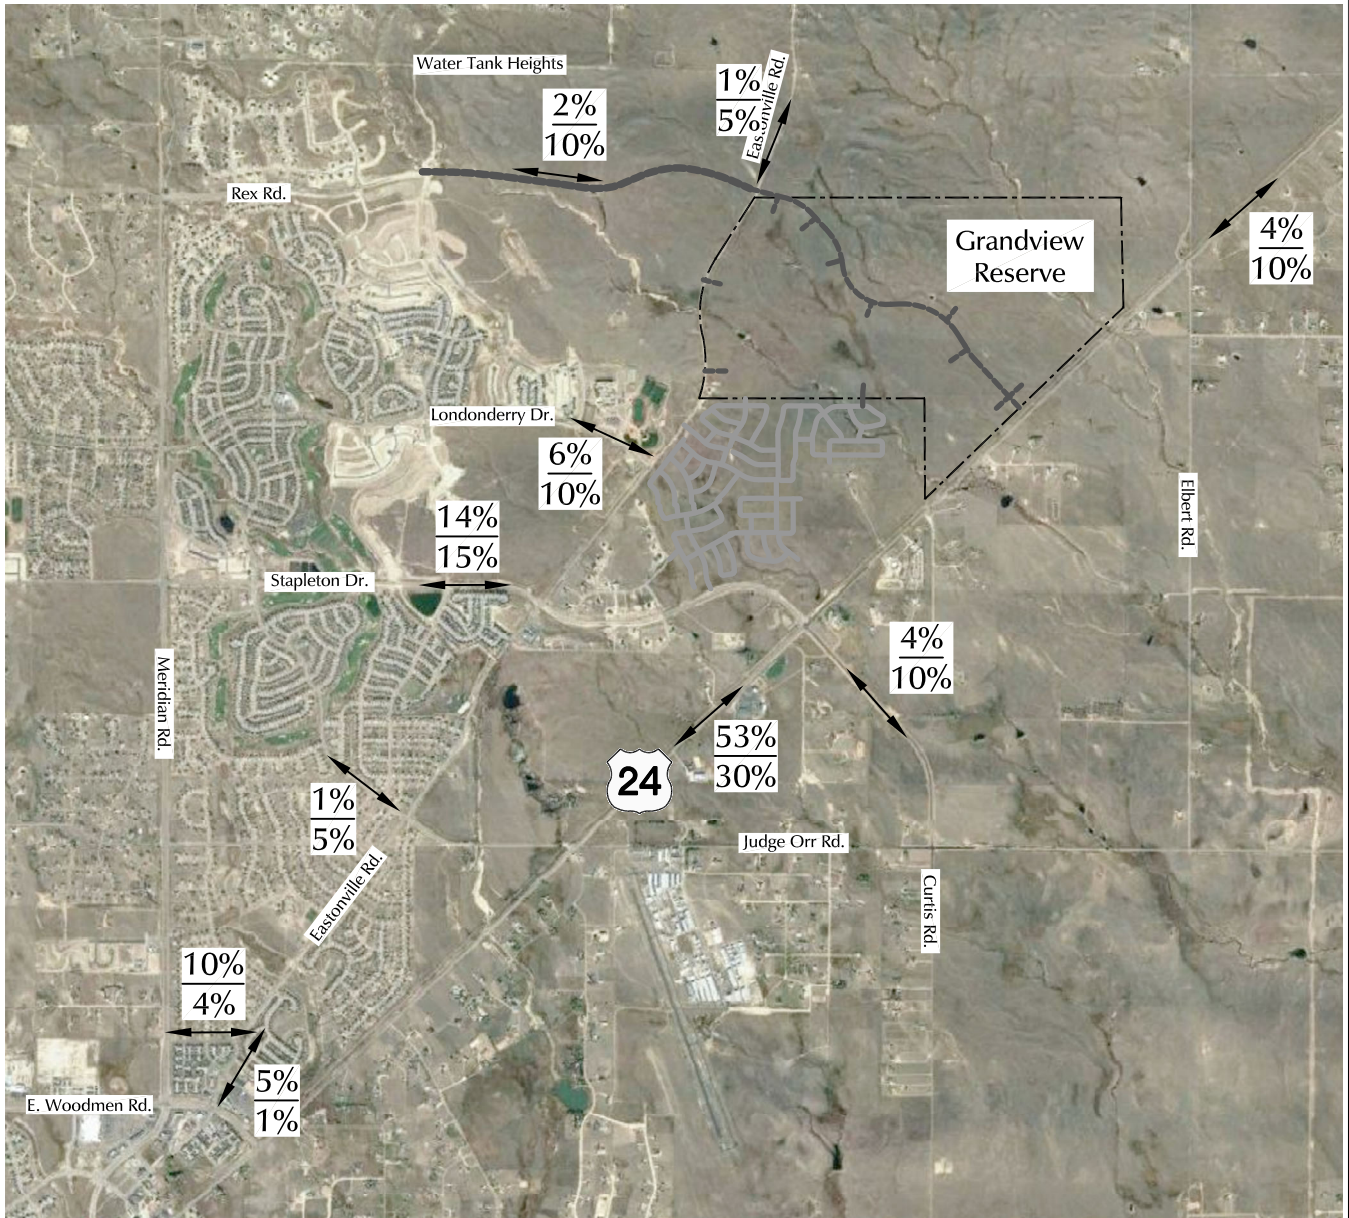 Water Tank Heights
Eastonville Rd.
1%
5%
2%
10%
Rex Rd.
Grandview
Reserve
4%
10%
Londonderry Dr.
6%
10%
14%
15%
Elbert Rd.
Stapleton Dr.
4%
10%
Meridian Rd.
53%
30%
24
1%
5%
Judge Orr Rd.
Eastonville Rd.
Curtis Rd.
10%
4%
5%
1%
E. Woodmen Rd.